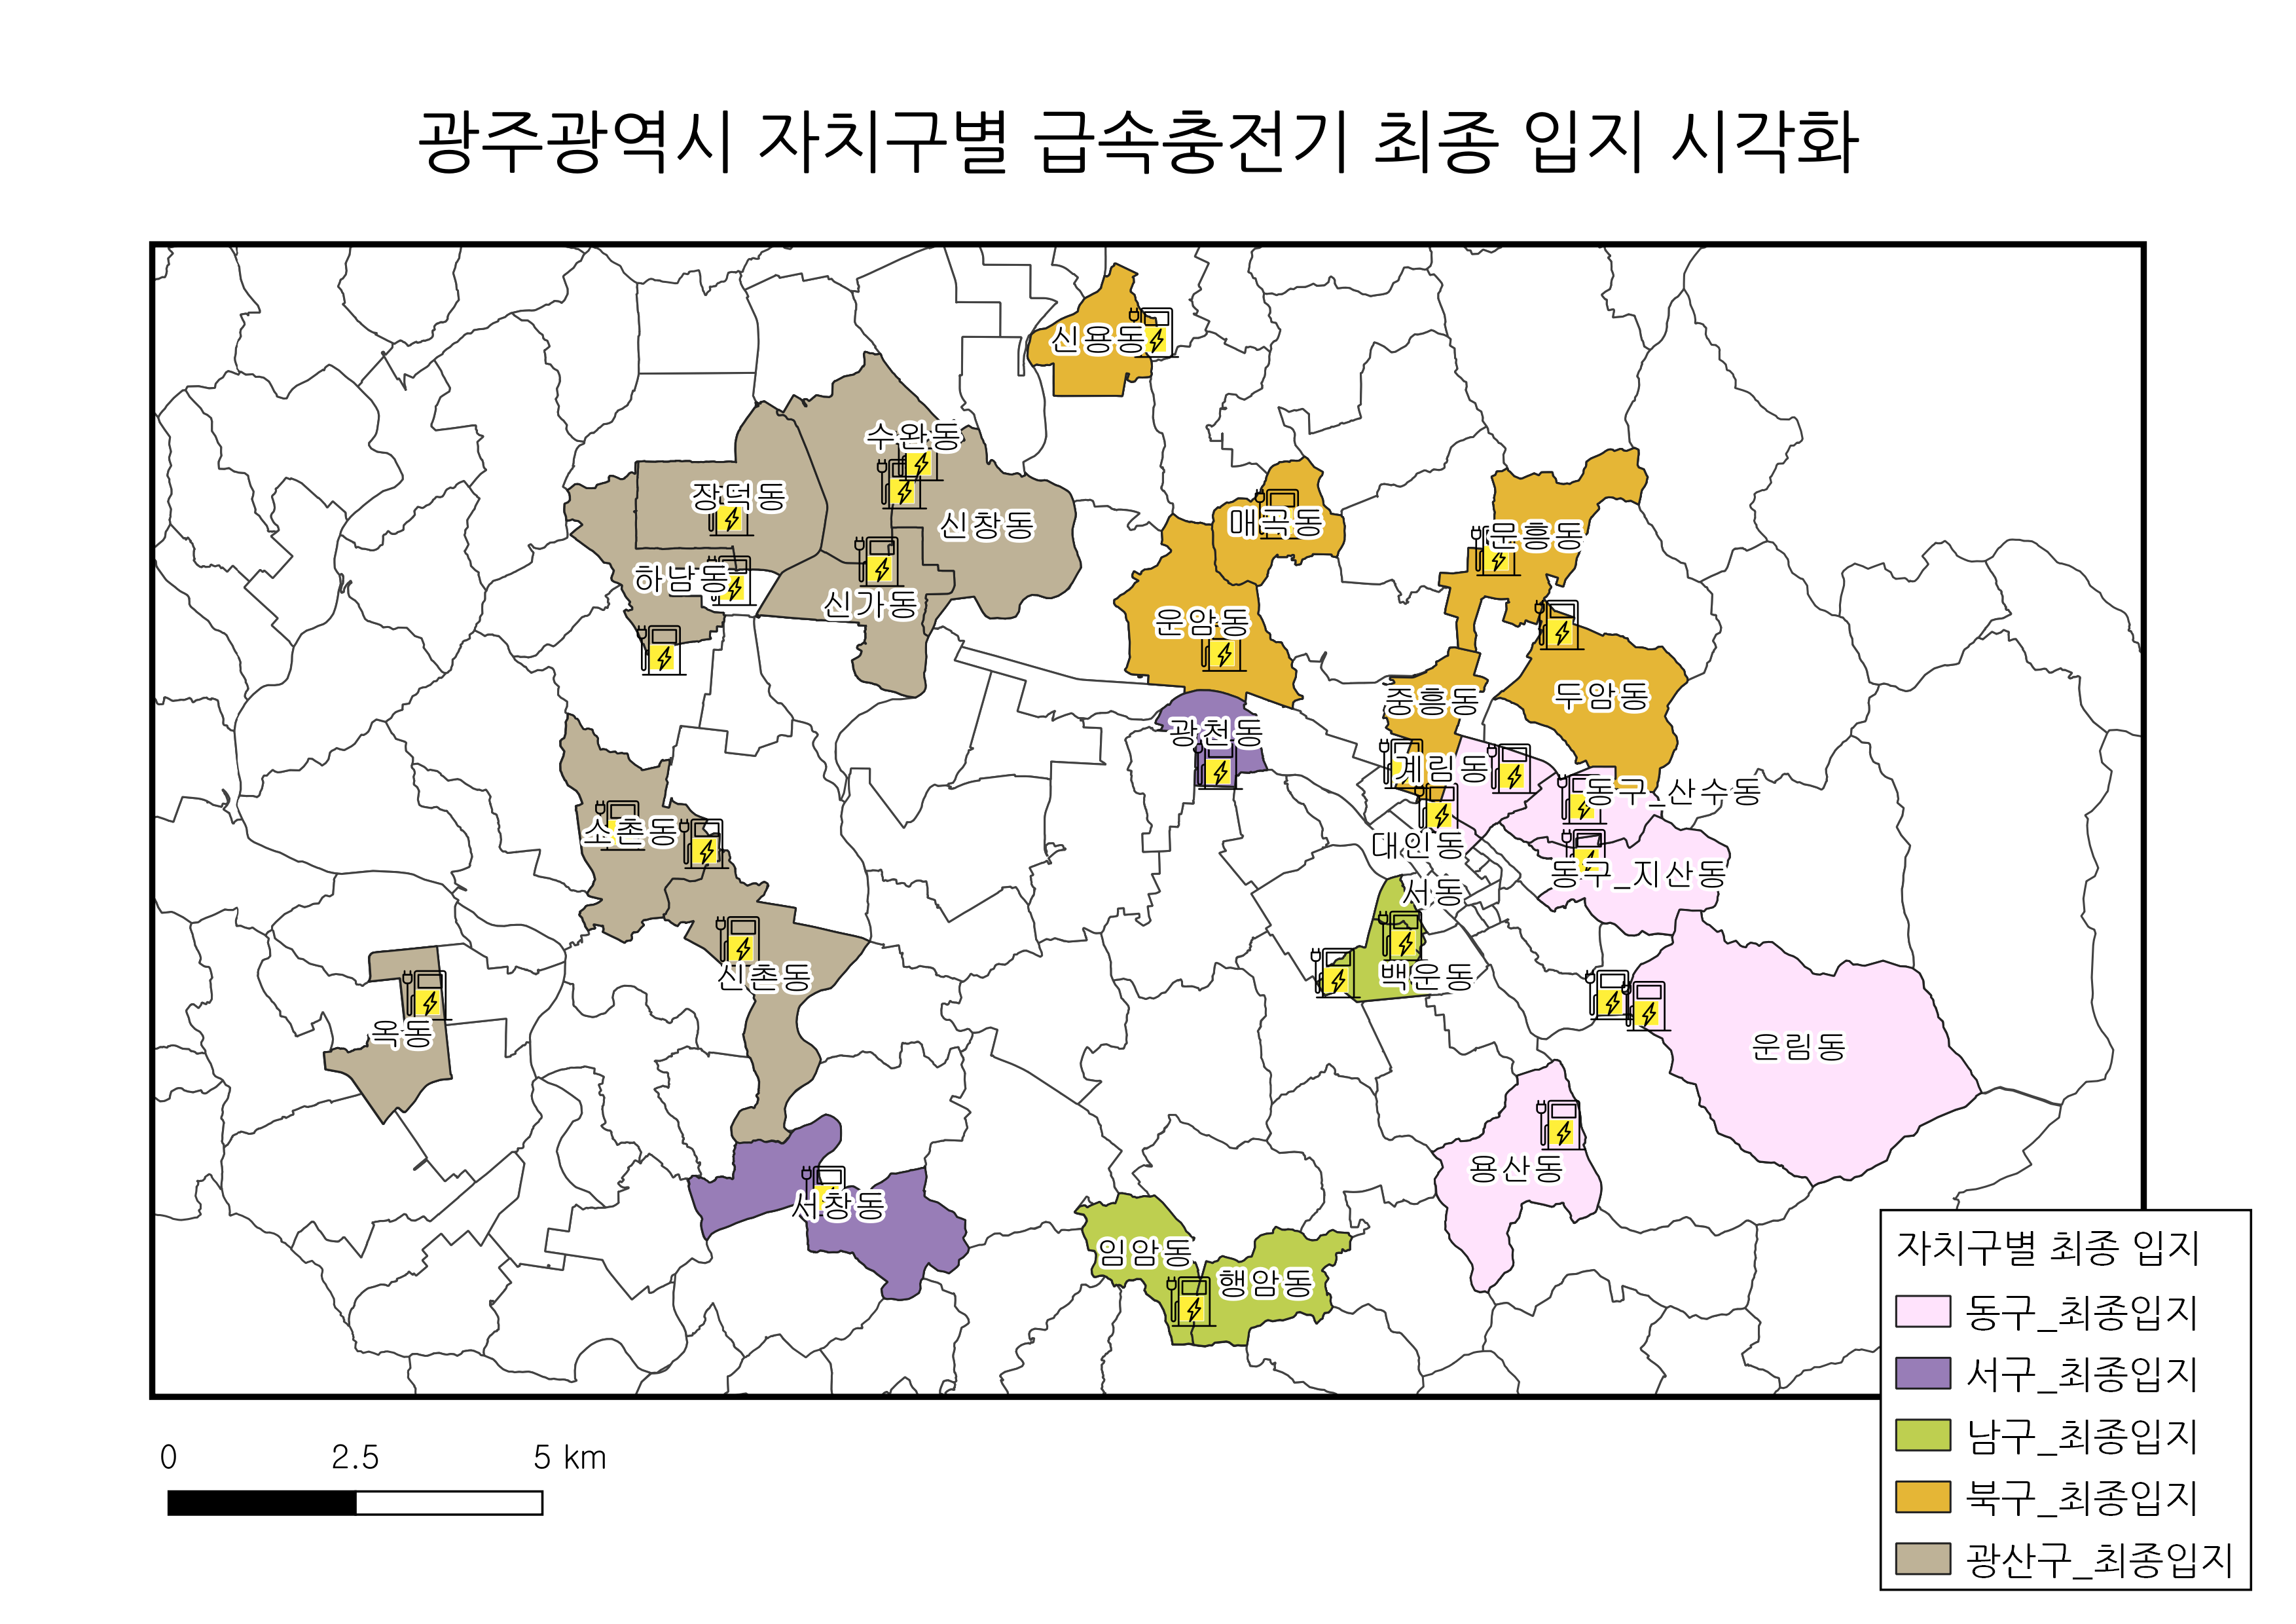 광주광역시 자치구별 급속충전기 최종 입지 시각화
신용동
수완동
장덕동
신창동
매곡동
문흥동
하남동
신가동
운암동
중흥동
두암동
광천동
계림동
동구_산수동
소촌동
대인동
동구_지산동
서동
신촌동
백운동
옥동
운림동
용산동
서창동
임암동
행암동
자치구별 최종 입지
동구_최종입지
서구_최종입지
남구_최종입지
북구_최종입지
광산구_최종입지
0 2.5 5 km